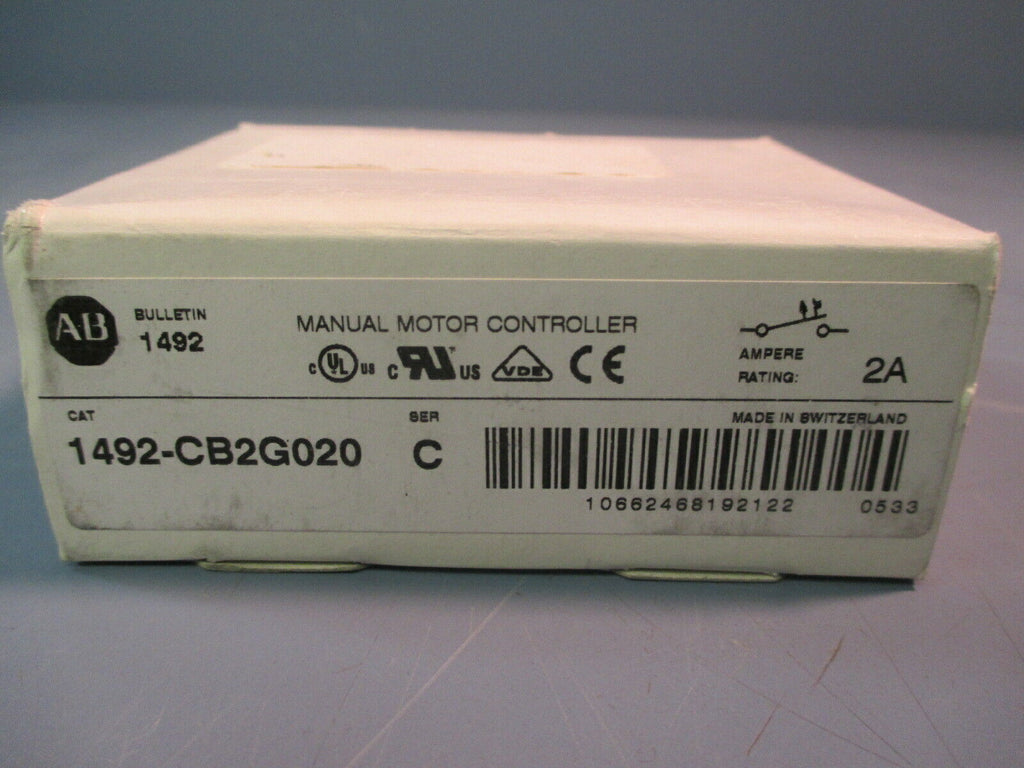 AB
BULLETIN
1492
MANUAL MOTOR CONTROLLER
C UL US C RU US VDE CE
AMPERE
RATING: 2A
CAT
1492-CB2G020
SER
C
MADE IN SWITZERLAND
10662468192122 0533